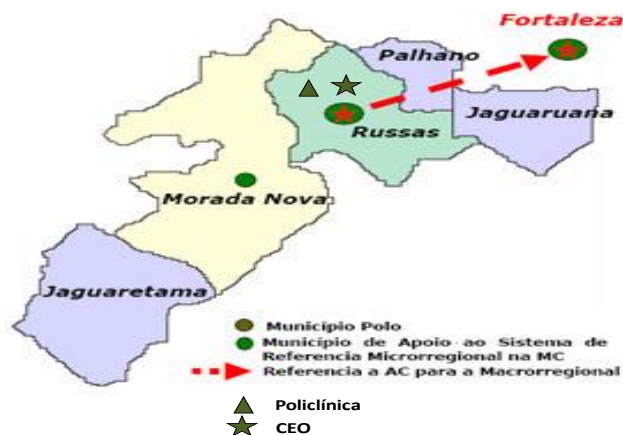 Fortaleza
Palhano
Jaguaruana
Russas
Morada Nova
Jaguaretama
Município Polo
Município de Apoio ao Sistema de
Referencia Microrregional na MC
Referencia a AC para a Macrorregional
Policlínica
CEO